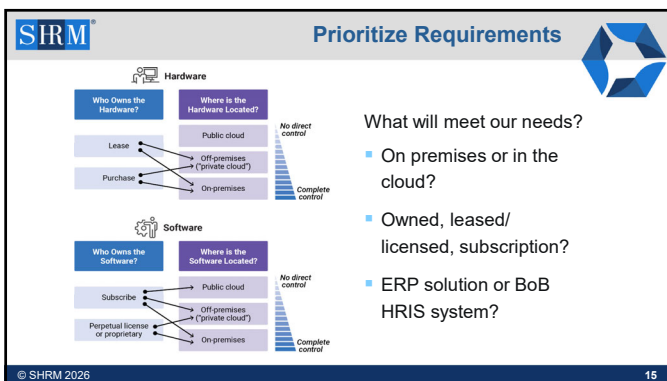 SHRM®
Prioritize Requirements
Hardware
Who Owns the
Hardware?
Where is the
Hardware Located?
Lease
Purchase
Public cloud
Off-premises
("private cloud")
On-premises
No direct
control
Complete
control
Software
Who Owns the
Software?
Where is the
Software Located?
Subscribe
Perpetual license
or proprietary
Public cloud
Off-premises
("private cloud")
On-premises
No direct
control
Complete
control
What will meet our needs?
On premises or in the
cloud?
Owned, leased/
licensed, subscription?
ERP solution or BoB
HRIS system?
© SHRM 2026
15